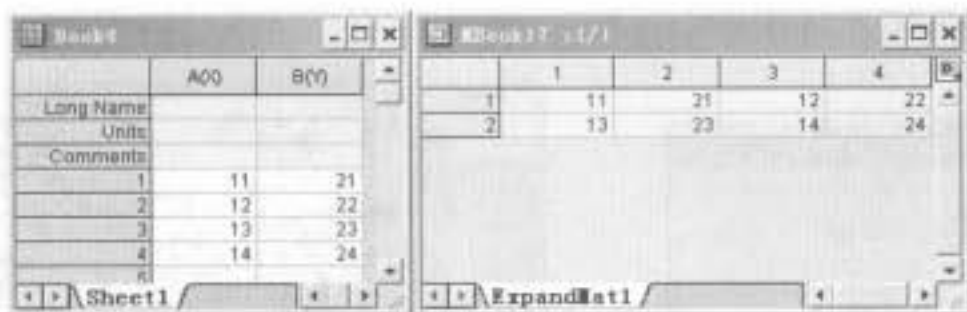 Book4
A(X) B(Y)
Long Name
Units
Comments
1 11 21
2 12 22
3 13 23
4 14 24
Sheet1
1 2 3 4
1 11 21 12 22
2 13 23 14 24
ExpandMat1